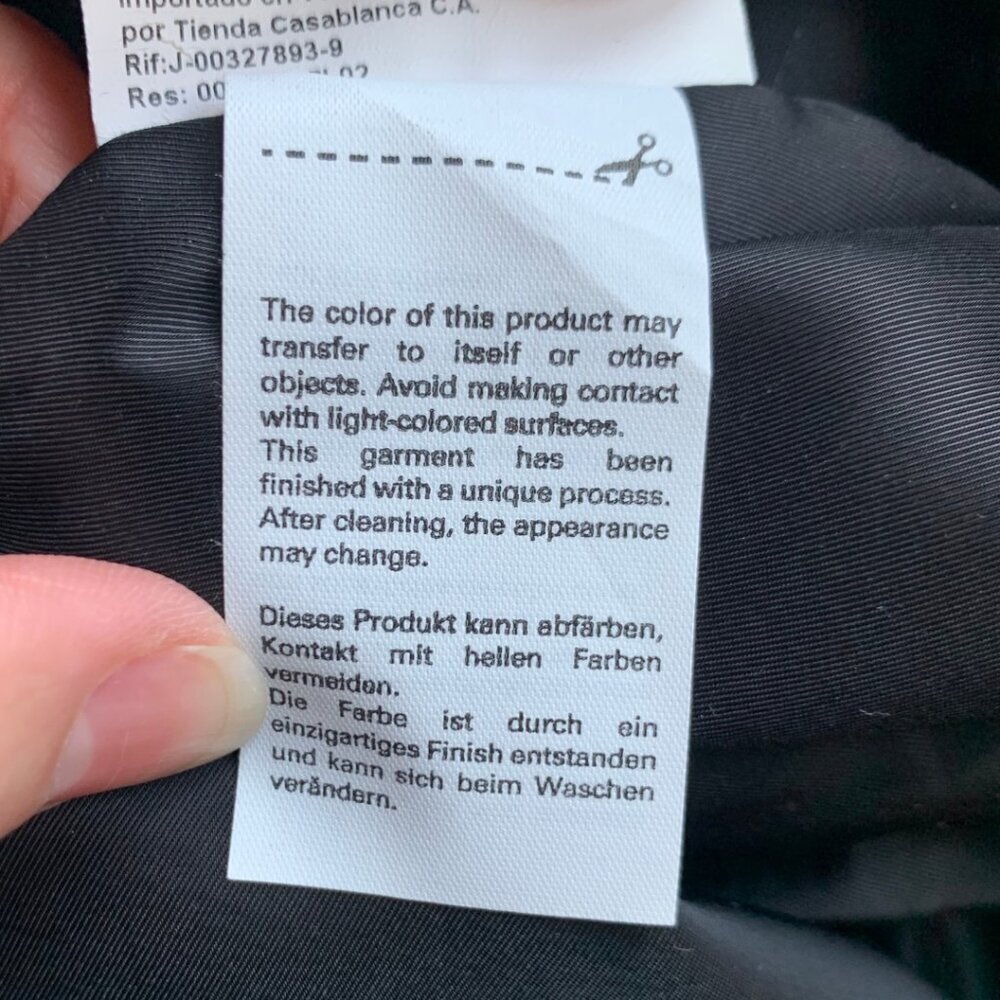 por Tienda Casablanca C.A.
Rif:J-00327893-9
Res: 00
The color of this product may
transfer to itself or other
objects. Avoid making contact
with light-colored surfaces.
This garment has been
finished with a unique process.
After cleaning, the appearance
may change.
Dieses Produkt kann abfärben,
Kontakt mit hellen Farben
vermeiden.
Die Farbe ist durch ein
einzigartiges Finish entstanden
und kann sich beim Waschen
verändern.